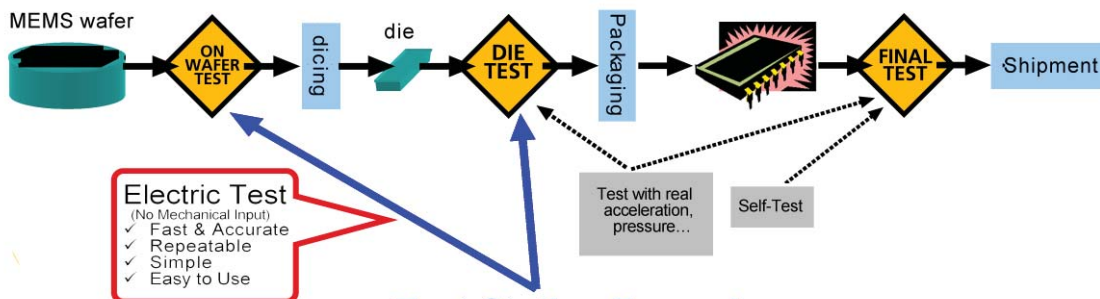 MEMS wafer
ON
WAFER
TEST
dicing
die
DIE
TEST
Packaging
FINAL
TEST
Shipment
Electric Test
(No Mechanical Input)
✓ Fast & Accurate
✓ Repeatable
✓ Simple
✓ Easy to Use
Test with real
acceleration,
pressure...
Self-Test